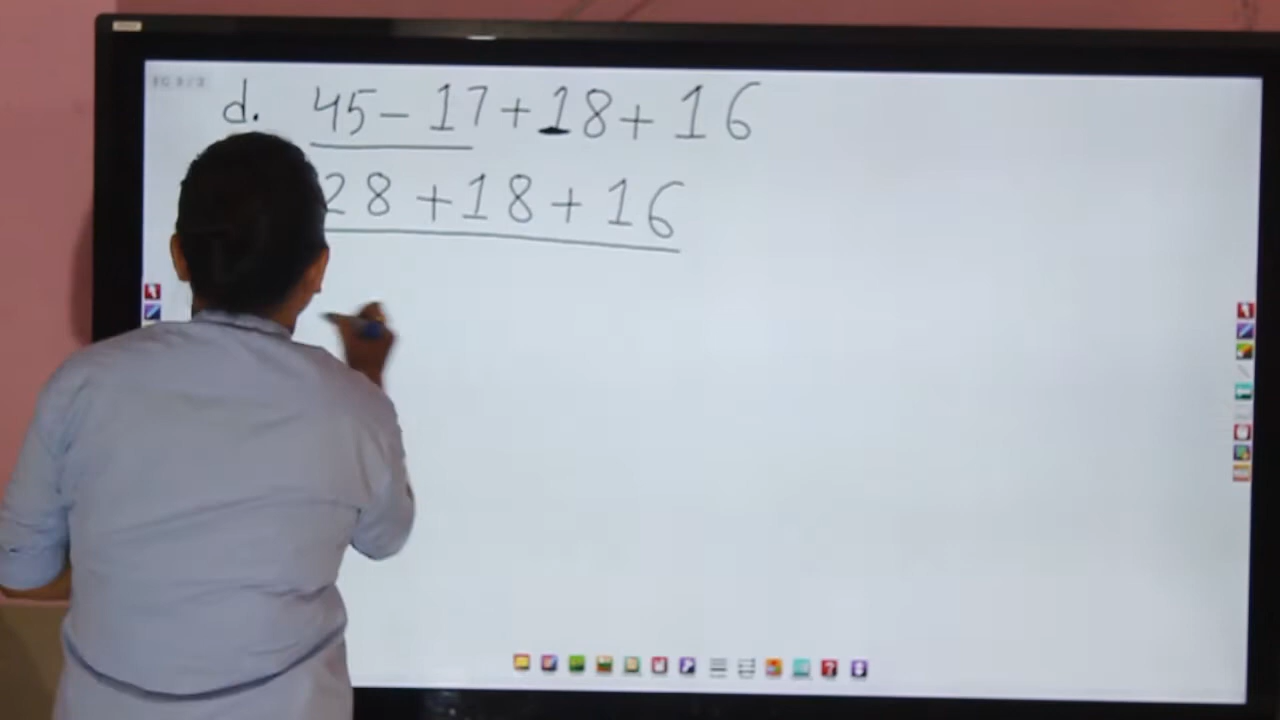 d. 45 - 17 + 18 + 16
28 + 18 + 16